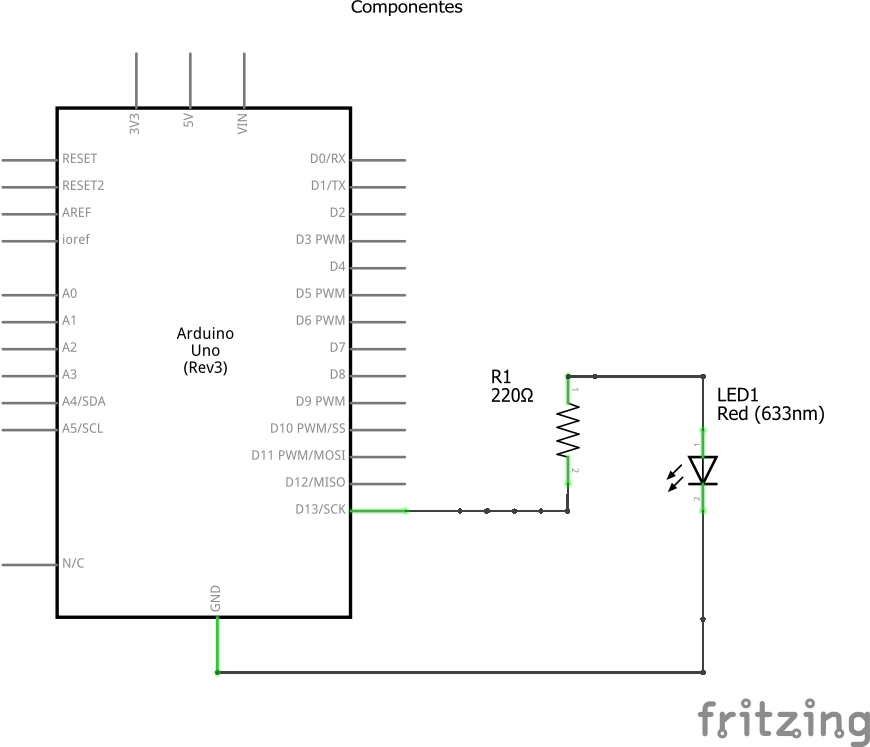 Componentes
3V3
5V
VIN
RESET
RESET2
AREF
ioref
A0
A1
A2
A3
A4/SDA
A5/SCL
N/C
D0/RX
D1/TX
D2
D3 PWM
D4
D5 PWM
D6 PWM
D7
D8
D9 PWM
D10 PWM/SS
D11 PWM/MOSI
D12/MISO
D13/SCK
GND
Arduino
Uno
(Rev3)
R1
220Ω
1
2
LED1
Red (633nm)
1
2
fritzing